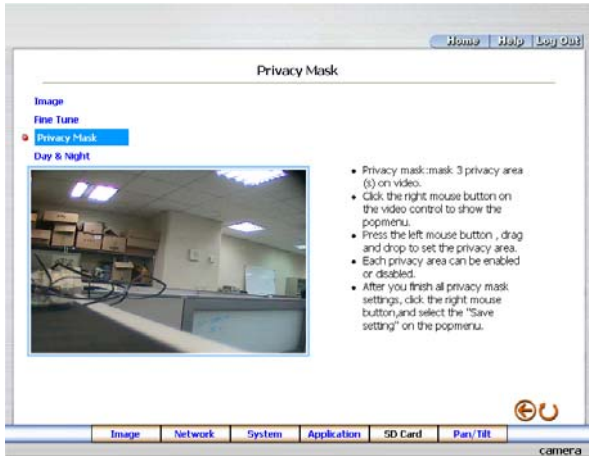 Home | Help | Log Out
Privacy Mask
Image
Fine Tune
Privacy Mask
Day & Night
• Privacy mask::mask 3 privacy area
(s) on video.
• Click the right mouse button on
the video control to show the
popmenu.
• Press the left mouse button , drag
and drop to set the privacy area.
• Each privacy area can be enabled
or disabled.
• After you finish all privacy mask
settings, click the right mouse
button,and select the "Save
setting" on the popmenu.
Image Network System Application SD Card Pan/Tilt
camera